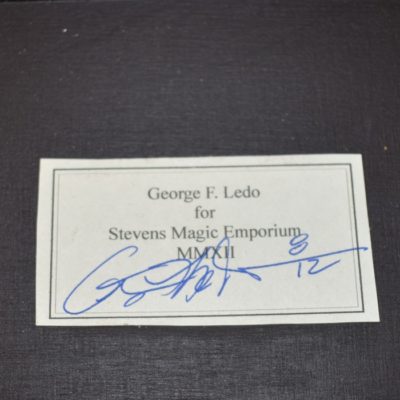 George F. Ledo
for
Stevens Magic Emporium
MMXII
8/12